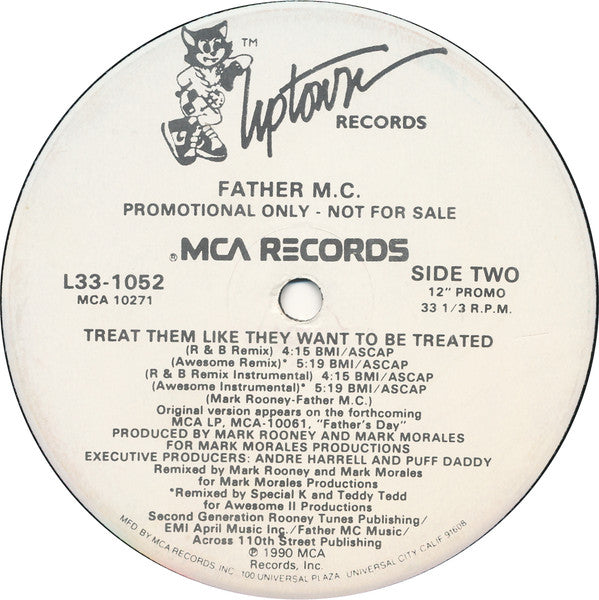 TM
Uptown
RECORDS
FATHER M.C.
PROMOTIONAL ONLY - NOT FOR SALE
® MCA RECORDS
L33-1052
MCA 10271
SIDE TWO
12" PROMO
33 1/3 R.P.M.
TREAT THEM LIKE THEY WANT TO BE TREATED
(R & B Remix) 4:15 BMI/ASCAP
(Awesome Remix)* 5:19 BMI/ASCAP
(R & B Remix Instrumental) 4:15 BMI/ASCAP
(Awesome Instrumental)* 5:19 BMI/ASCAP
(Mark Rooney-Father M.C.)
Original version appears on the forthcoming
MCA LP, MCA-10061, "Father's Day"
PRODUCED BY MARK ROONEY AND MARK MORALES
FOR MARK MORALES PRODUCTIONS
EXECUTIVE PRODUCERS: ANDRE HARRELL AND PUFF DADDY
Remixed by Mark Rooney and Mark Morales
for Mark Morales Productions
*Remixed by Special K and Teddy Tedd
for Awesome II Productions
Second Generation Rooney Tunes Publishing/
EMI April Music Inc./Father MC Music/
Across 110th Street Publishing
℗ 1990 MCA
Records, Inc.
MFD BY MCA RECORDS, INC. 100 UNIVERSAL PLAZA UNIVERSAL CITY CALIF 91608